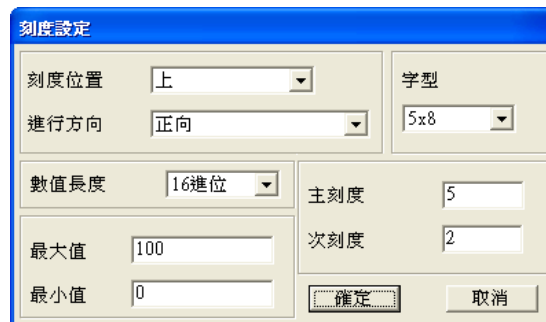 刻度設定
刻度位置 上
進行方向 正向
字型
5x8
數值長度 16進位
主刻度 5
次刻度 2
最大值 100
最小值 0
確定 取消